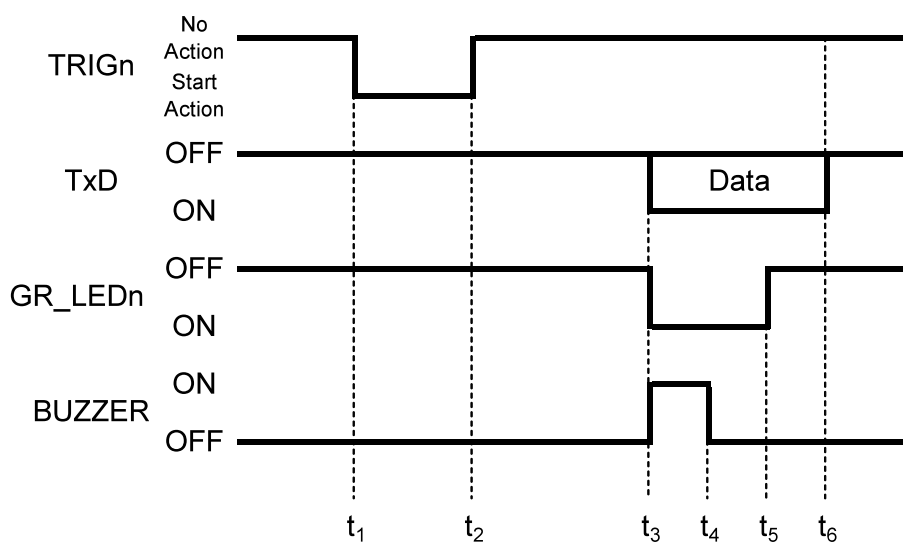 No
Action
TRIGn
Start
Action
OFF
TxD
Data
ON
OFF
GR_LEDn
ON
ON
BUZZER
OFF
t1 t2 t3 t4 t5 t6